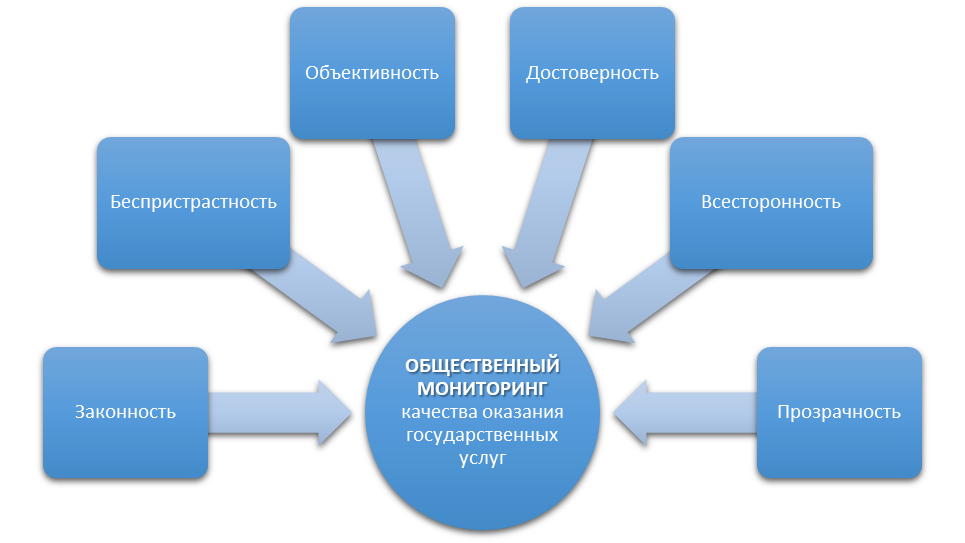 Объективность
Достоверность
Беспристрастность
Всесторонность
ОБЩЕСТВЕННЫЙ
МОНИТОРИНГ
качества оказания
государственных
услуг
Законность
Прозрачность